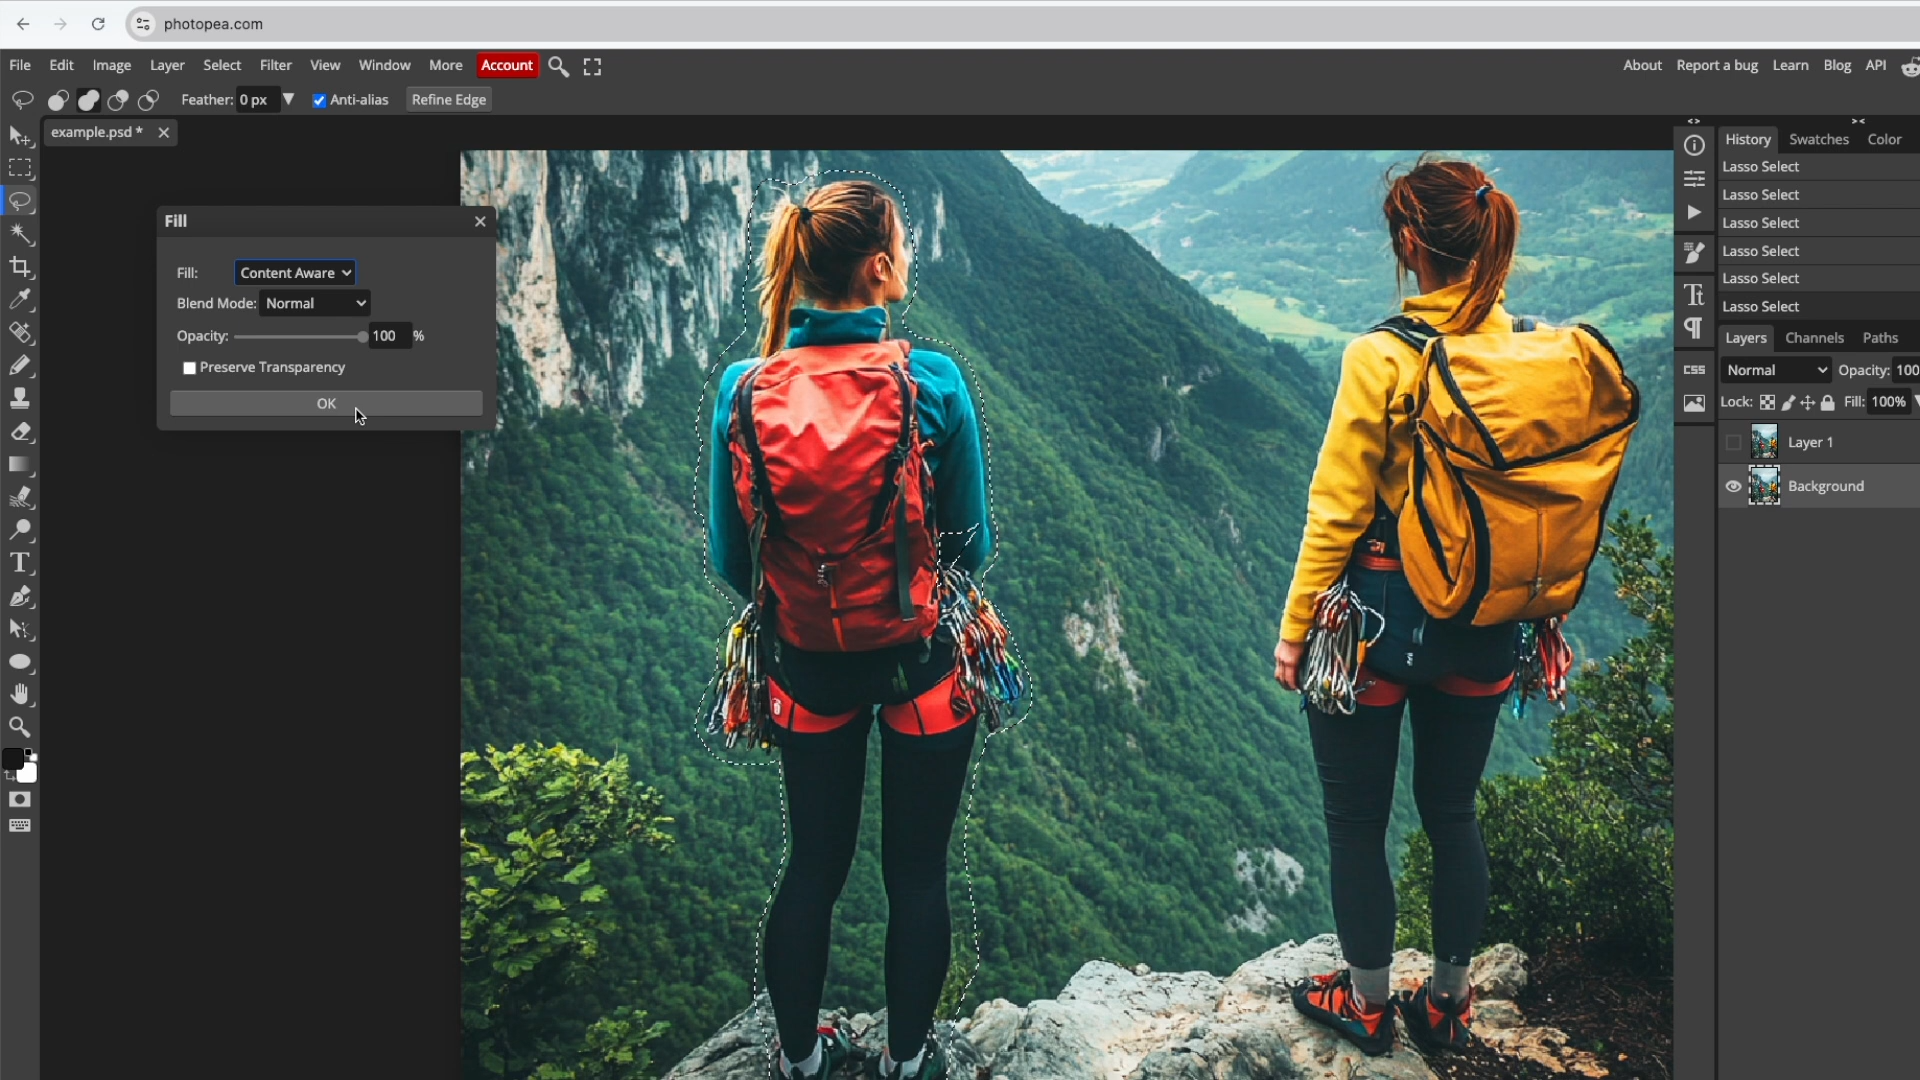 photopea.com
File Edit Image Layer Select Filter View Window More Account About Report a bug Learn Blog API
Feather: 0 px Anti-alias Refine Edge
example.psd *
History Swatches Color
Lasso Select
Lasso Select
Lasso Select
Lasso Select
Lasso Select
Lasso Select
Fill
Fill: Content Aware
Blend Mode: Normal
Opacity: 100 %
Preserve Transparency
OK
Layers Channels Paths
CSS
Normal Opacity: 100
Lock: Fill: 100%
Layer 1
Background